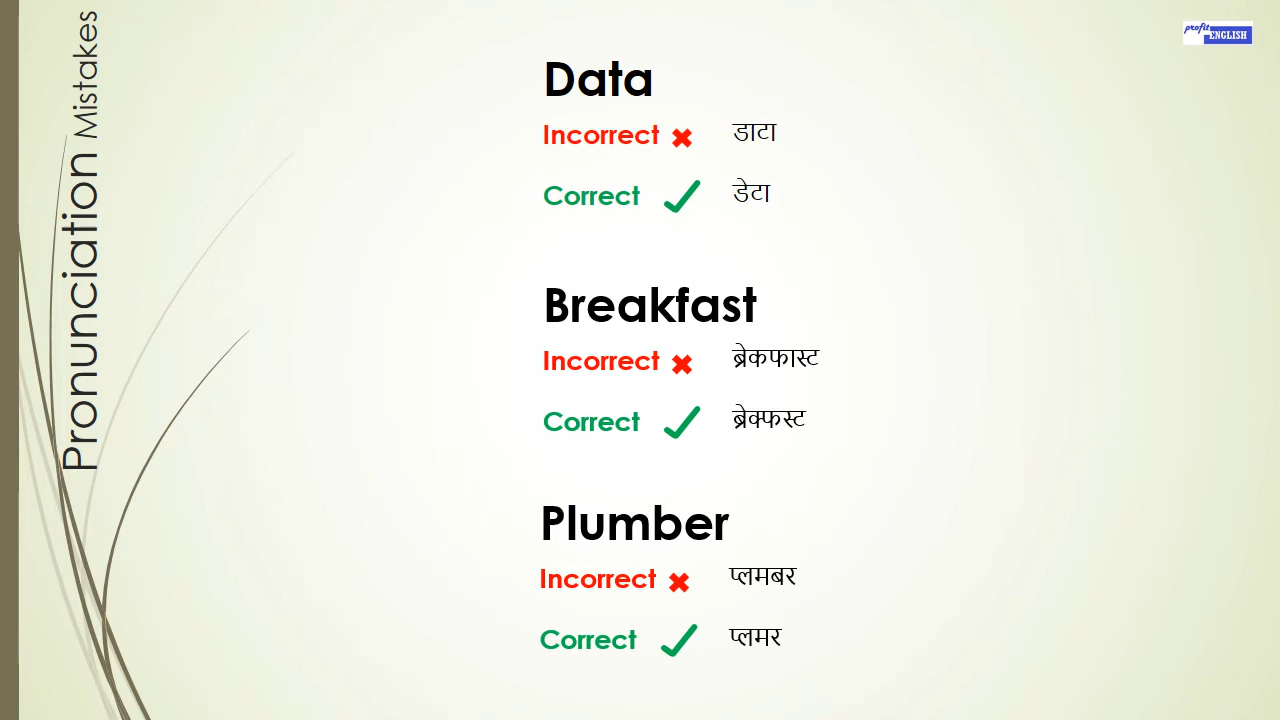 Pronunciation Mistakes
profit
ENGLISH
Data
Incorrect ✖ डाटा
Correct ✓ डेटा
Breakfast
Incorrect ✖ ब्रेकफास्ट
Correct ✓ ब्रेक्फस्ट
Plumber
Incorrect ✖ प्लमबर
Correct ✓ प्लमर